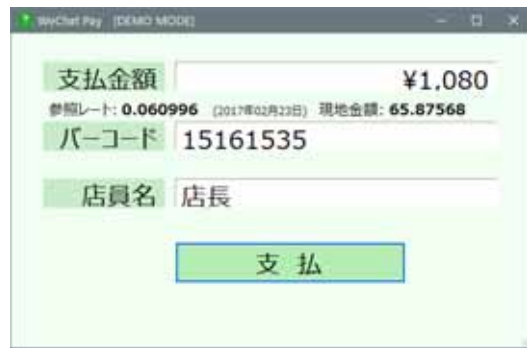 WeChat Pay [DEMO MODE]
支払金額 ¥1,080
参照レート: 0.060996 (2017年02月23日) 現地金額: 65.87568
バーコード 15161535
店員名 店長
支 払